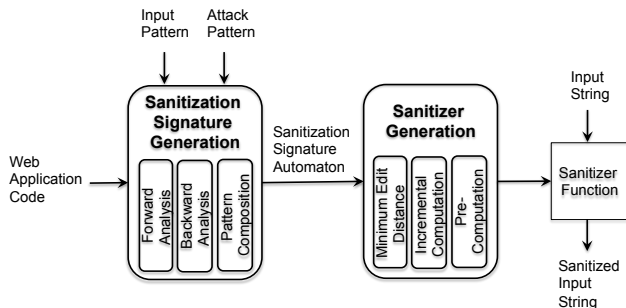 Input
Pattern
Attack
Pattern
Sanitization
Signature
Generation
Web
Application
Code
Forward
Analysis
Backward
Analysis
Pattern
Composition
Sanitization
Signature
Automaton
Sanitizer
Generation
Minimum Edit
Distance
Incremental
Computation
Pre-
Computation
Input
String
Sanitizer
Function
Sanitized
Input
String